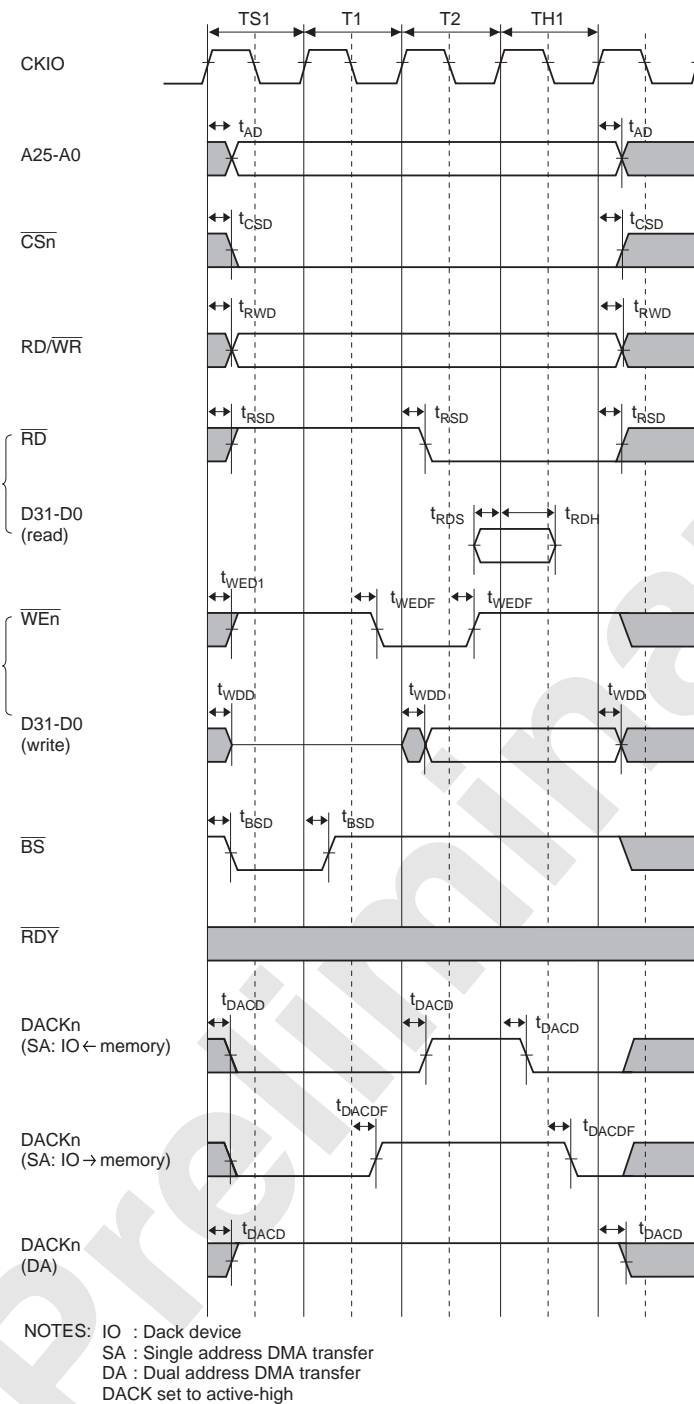 TS1 T1 T2 TH1
CKIO
tAD tAD
A25-A0
tCSD tCSD
CSn
tRWD tRWD
RD/WR
tRSD tRSD tRSD
RD
D31-D0
(read)
tRDS tRDH
tWED1
WEn
tWEDF tWEDF
tWDD tWDD tWDD
D31-D0
(write)
tBSD tBSD
BS
RDY
tDACD tDACD tDACD
DACKn
(SA: IO ← memory)
tDACDF tDACDF
DACKn
(SA: IO → memory)
tDACD tDACD
DACKn
(DA)
NOTES: IO : Dack device
SA : Single address DMA transfer
DA : Dual address DMA transfer
DACK set to active-high
Prelimina